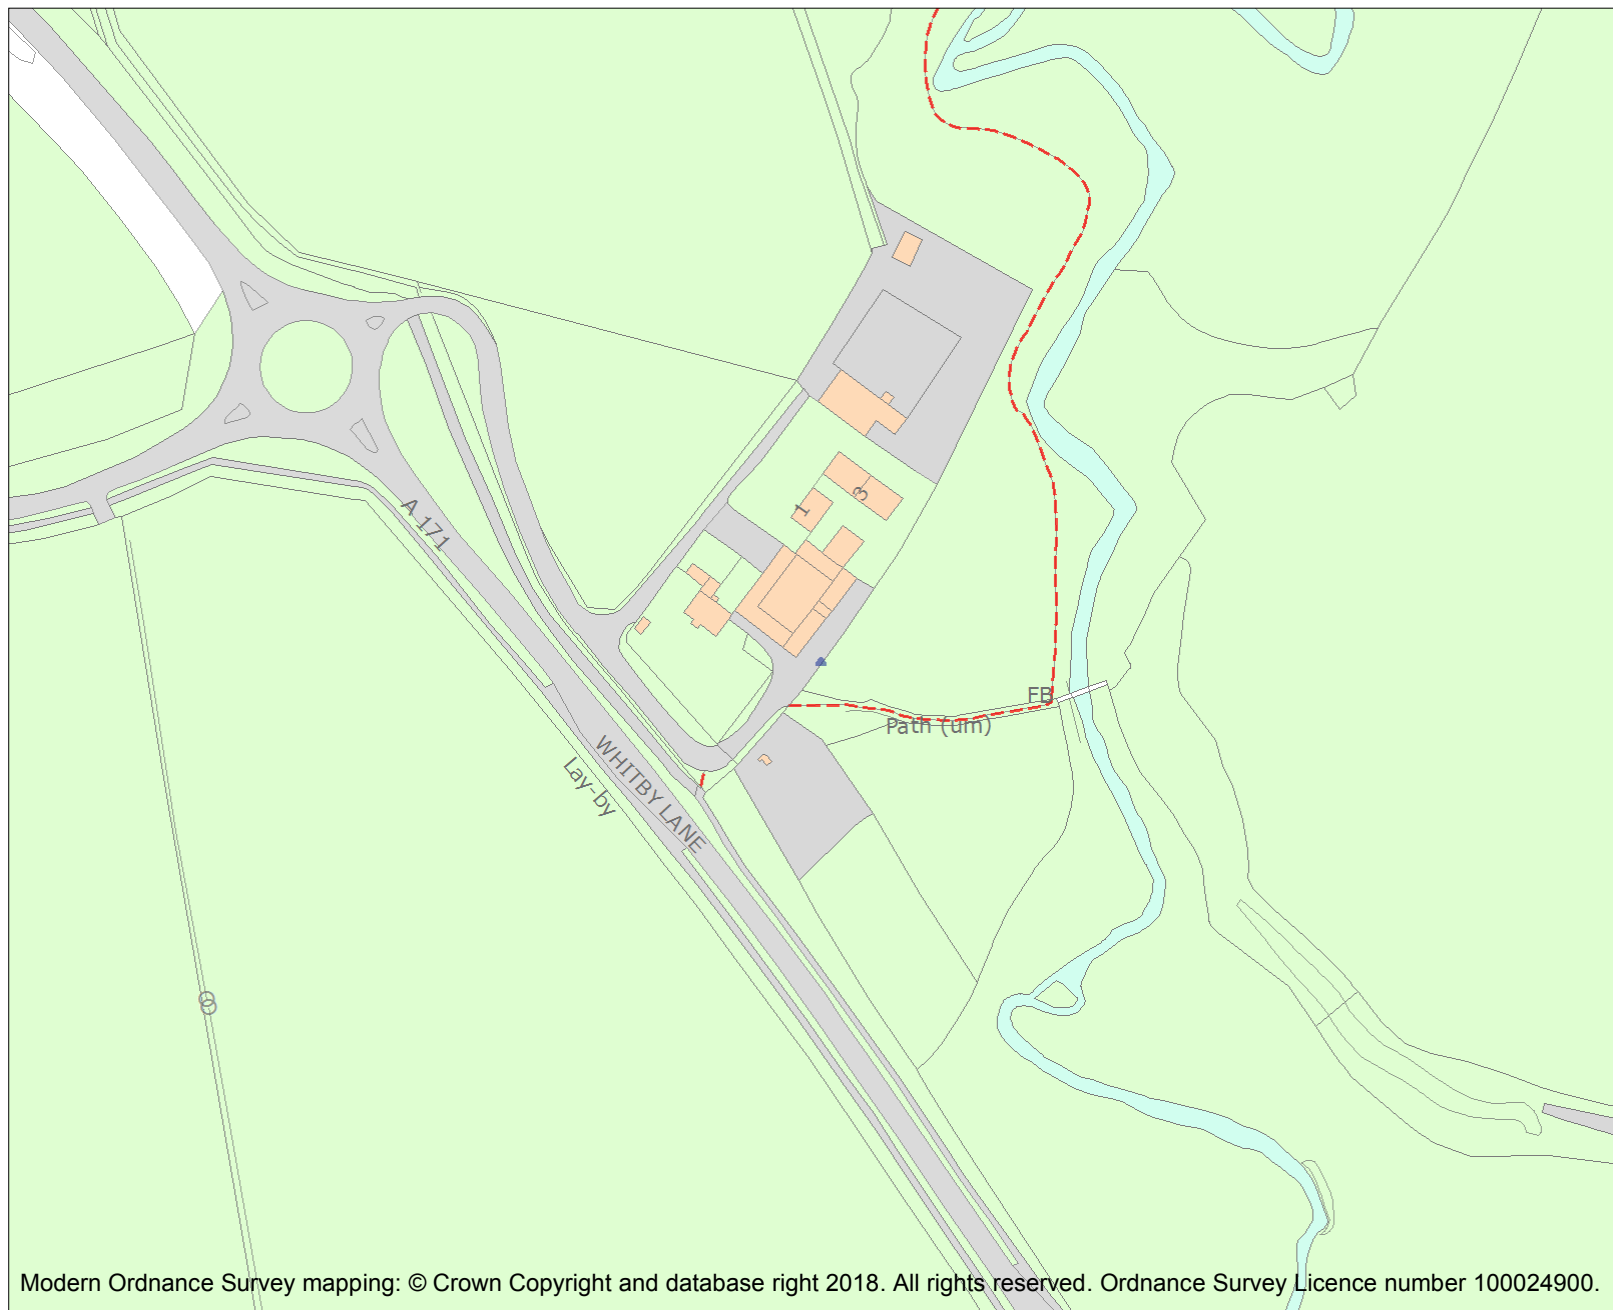 A 171
1
3
FB
Path (um)
WHITBY LANE
Lay-by
Modern Ordnance Survey mapping: © Crown Copyright and database right 2018. All rights reserved. Ordnance Survey Licence number 100024900.